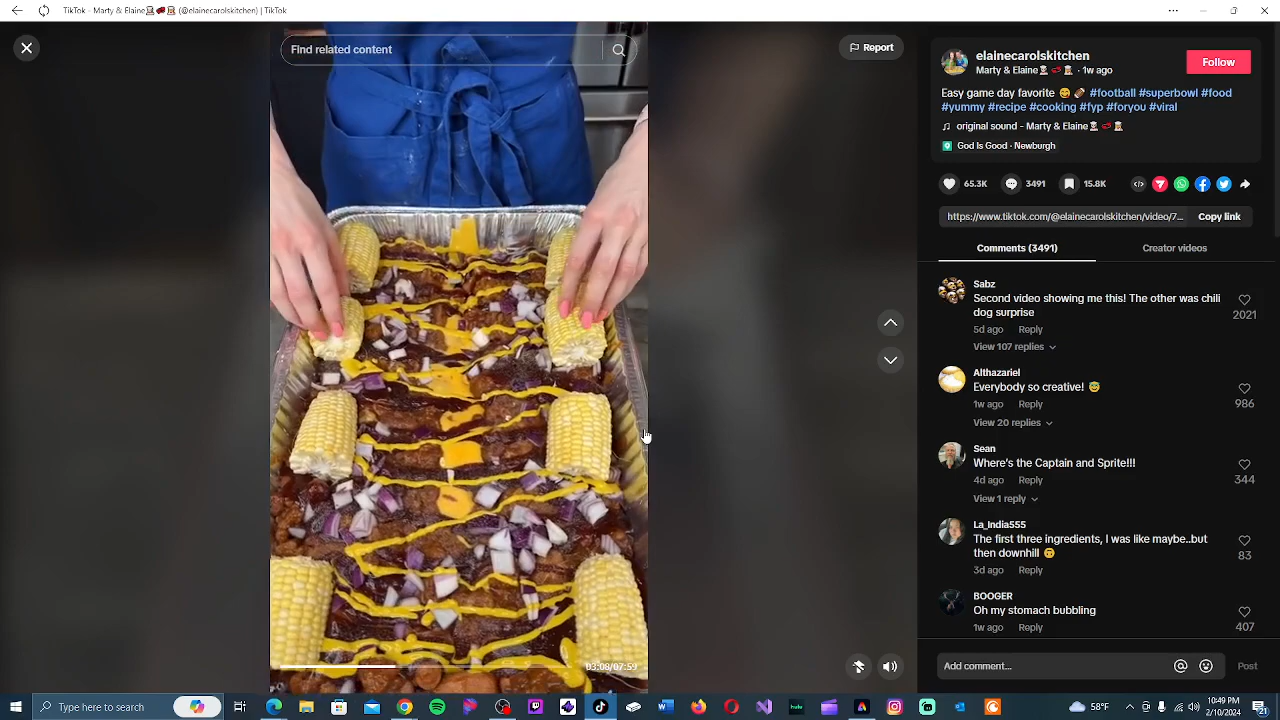 TikTok - Marty & Elaine (@elainecarolskitchen) | TikTok
Find related content
Report
elainecarolskitchen
Marty & Elaine · 1w ago
Follow
Easy game day favorite 😋 🏈 #football #superbowl #food
#yummy #recipe #cooking #fyp #foryou #viral
♫ original sound - Marty & Elaine
Good Is Good · Newburgh
65.3K
3491
15.8K
https://www.tiktok.com/@elainecarolskitchen/video/7...
Copy link
Comments (3491)
Creator videos
Sabz
Second video showing me this! The other was chili
dog surprise
2021
5d ago
Reply
View 107 replies
Althazariel
Everybody so creative!
986
1w ago
Reply
View 20 replies
Sean
Where's the Captain and Sprite!!!
344
4d ago
Reply
View 1 reply
La_India555
The first three ingredients, I was like maybe..but
then downhill
83
3d ago
Reply
BOOGER
Oh my stomach bubbling
407
1w ago
Reply
03:08/07:59
Add comment...
Post
Type here to search
hulu
10:49 PM
2/10/2024